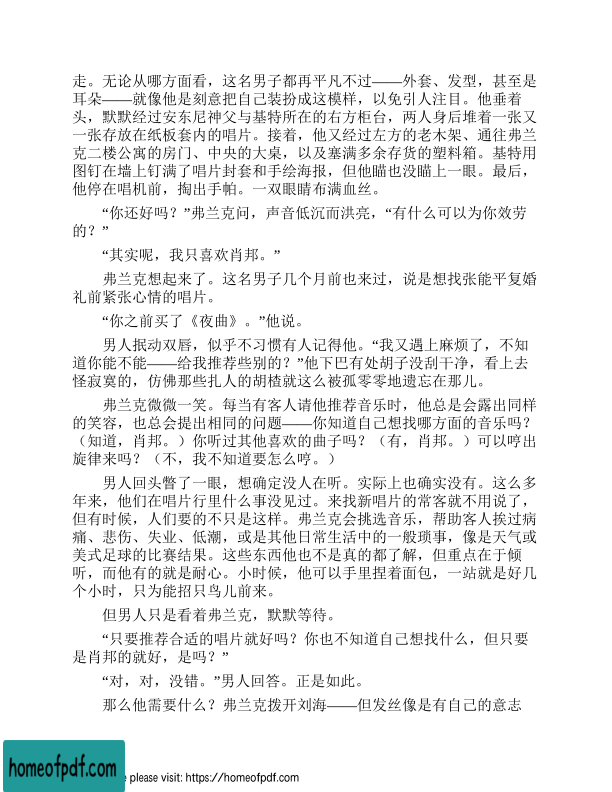 走。无论从哪方面看，这名男子都再平凡不过——外套、发型，甚至是
耳朵——就像他是刻意把自己装扮成这模样，以免引人注目。他垂着
头，默默经过安东尼神父与基特所在的右方柜台，两人身后堆着一张又
一张存放在纸板套内的唱片。接着，他又经过左方的老木架、通往弗兰
克二楼公寓的房门、中央的大桌，以及塞满多余存货的塑料箱。基特用
图钉在墙上钉满了唱片封套和手绘海报，但他瞄也没瞄上一眼。最后，
他停在唱机前，掏出手帕。一双眼睛布满血丝。
“你还好吗？”弗兰克问，声音低沉而洪亮，“有什么可以为你效劳
的？”
“其实呢，我只喜欢肖邦。”
弗兰克想起来了。这名男子几个月前也来过，说是想找张能平复婚
礼前紧张心情的唱片。
“你之前买了《夜曲》。”他说。
男人抿动双唇，似乎不习惯有人记得他。“我又遇上麻烦了，不知
道你能不能——给我推荐些别的？”他下巴有处胡子没刮干净，看上去
怪寂寞的，仿佛那些扎人的胡楂就这么被孤零零地遗忘在那儿。
弗兰克微微一笑。每当有客人请他推荐音乐时，他总是会露出同样
的笑容，也总会提出相同的问题——你知道自己想找哪方面的音乐吗？
（知道，肖邦。）你听过其他喜欢的曲子吗？（有，肖邦。）可以哼出
旋律来吗？（不，我不知道要怎么哼。）
男人回头瞥了一眼，想确定没人在听。实际上也确实没有。这么多
年来，他们在唱片行里什么事没见过。来找新唱片的常客就不用说了，
但有时候，人们要的不只是这样。弗兰克会挑选音乐，帮助客人挨过病
痛、悲伤、失业、低潮，或是其他日常生活中的一般琐事，像是天气或
美式足球的比赛结果。这些东西他也不是真的都了解，但重点在于倾
听，而他有的就是耐心。小时候，他可以手里捏着面包，一站就是好几
个小时，只为能招只鸟儿前来。
但男人只是看着弗兰克，默默等待。
“只要推荐合适的唱片就好吗？你也不知道自己想找什么，但只要
是肖邦的就好，是吗？”
“对，对，没错。”男人回答。正是如此。
那么他需要什么？弗兰克拨开刘海——但发丝像是有自己的意志
homeofpdf.com
e please visit: https://homeofpdf.com